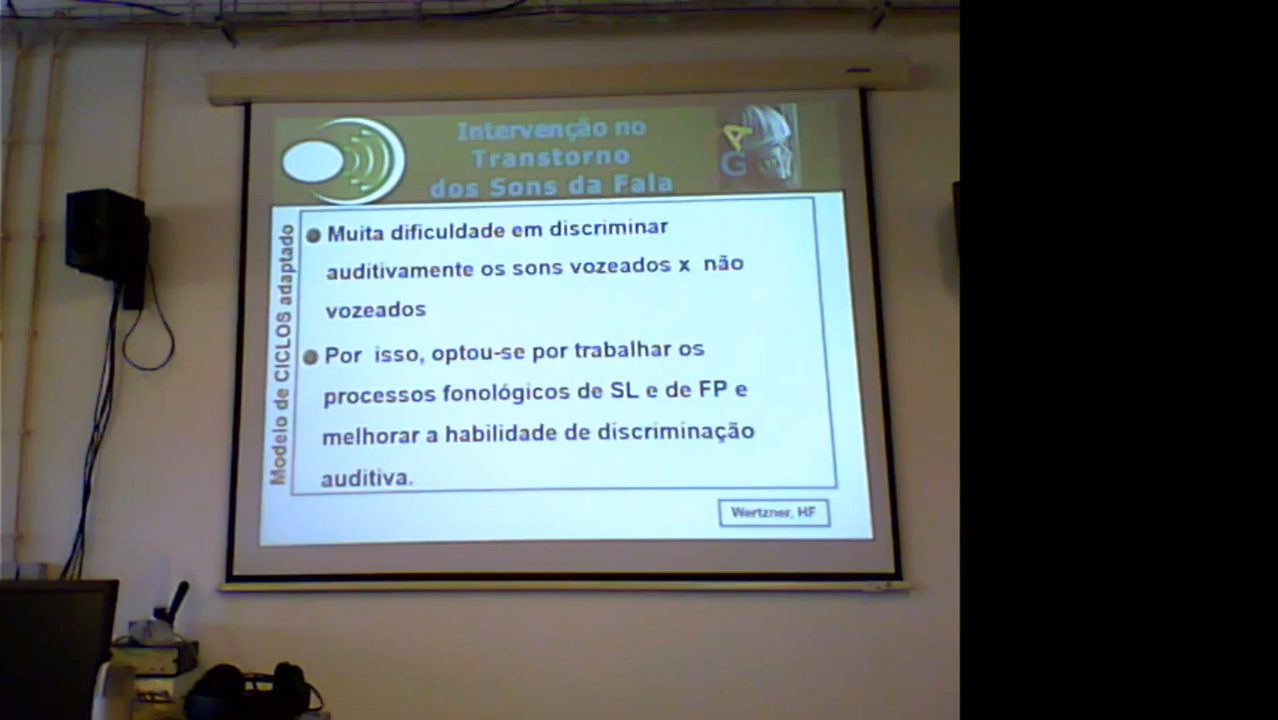 Intervenção no
Transtorno
dos Sons da Fala
A
G
Modelo de CICLOS adaptado
Muita dificuldade em discriminar
auditivamente os sons vozeados x não
vozeados
Por isso, optou-se por trabalhar os
processos fonológicos de SL e de FP e
melhorar a habilidade de discriminação
auditiva.
Wertzner, HF